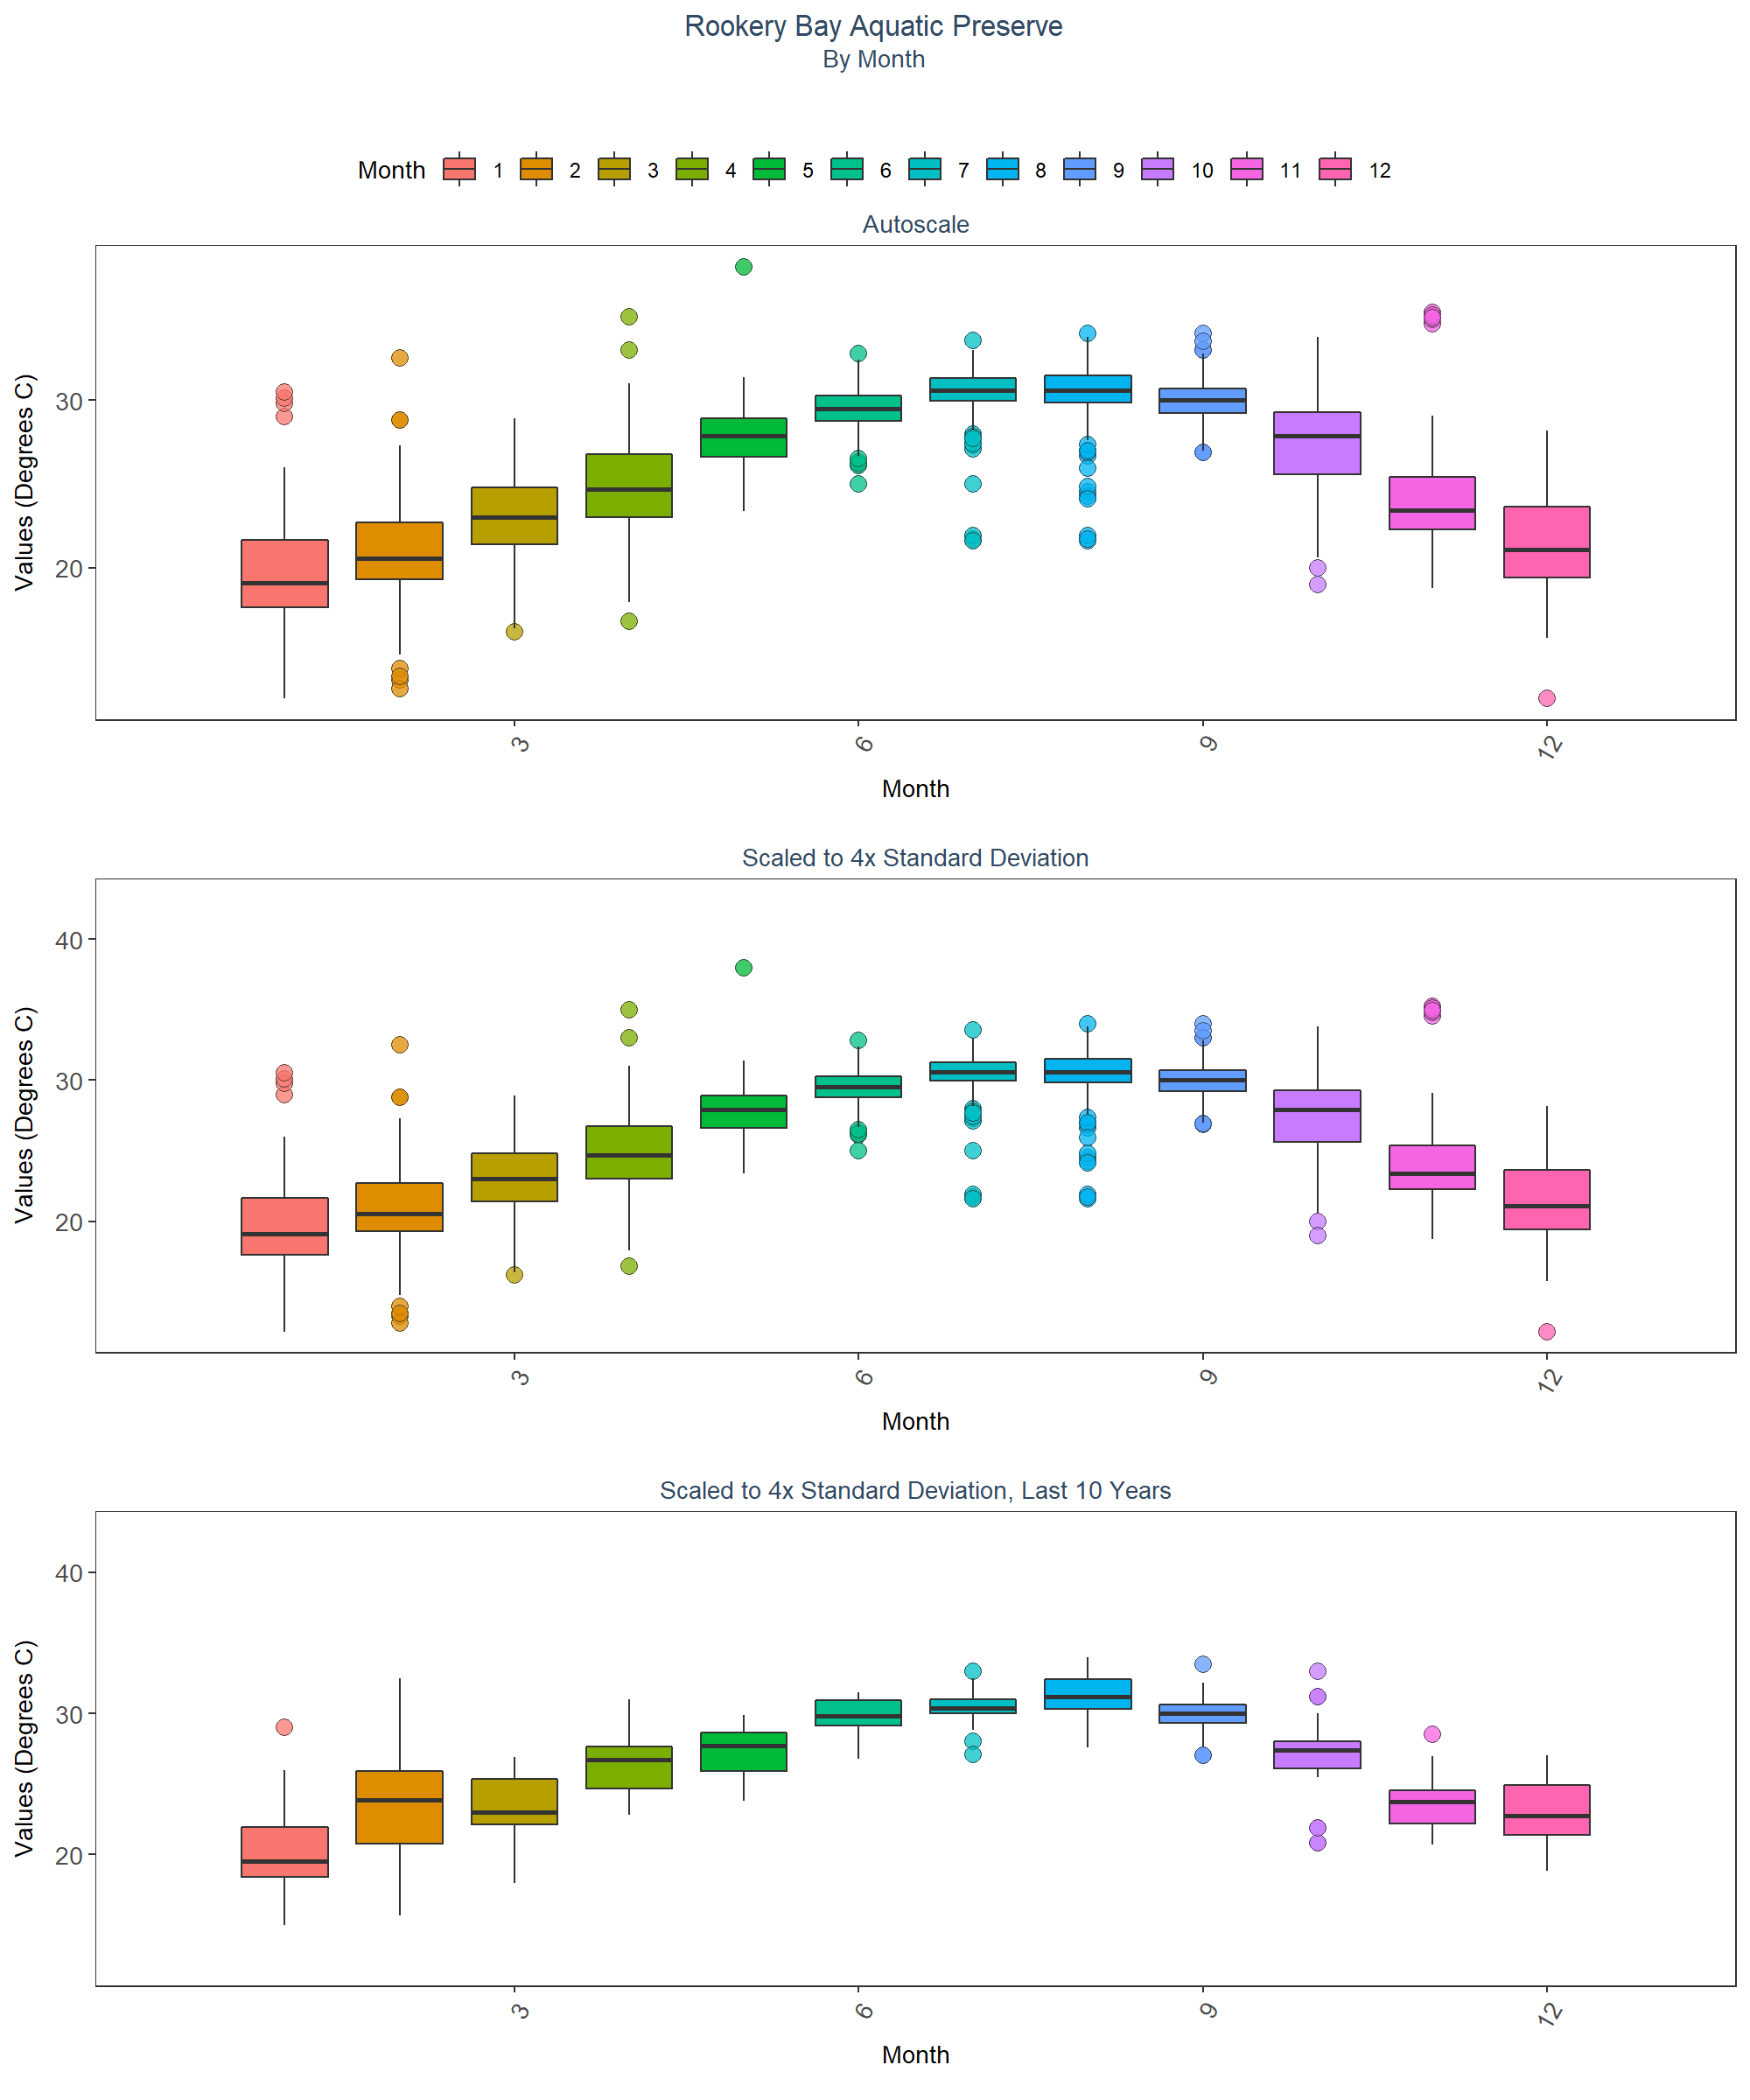 Rookery Bay Aquatic Preserve
By Month
Month 1 2 3 4 5 6 7 8 9 10 11 12
Autoscale
Values (Degrees C)
30
20
3 6 9 12
Month
Scaled to 4x Standard Deviation
Values (Degrees C)
40
30
20
3 6 9 12
Month
Scaled to 4x Standard Deviation, Last 10 Years
Values (Degrees C)
40
30
20
3 6 9 12
Month